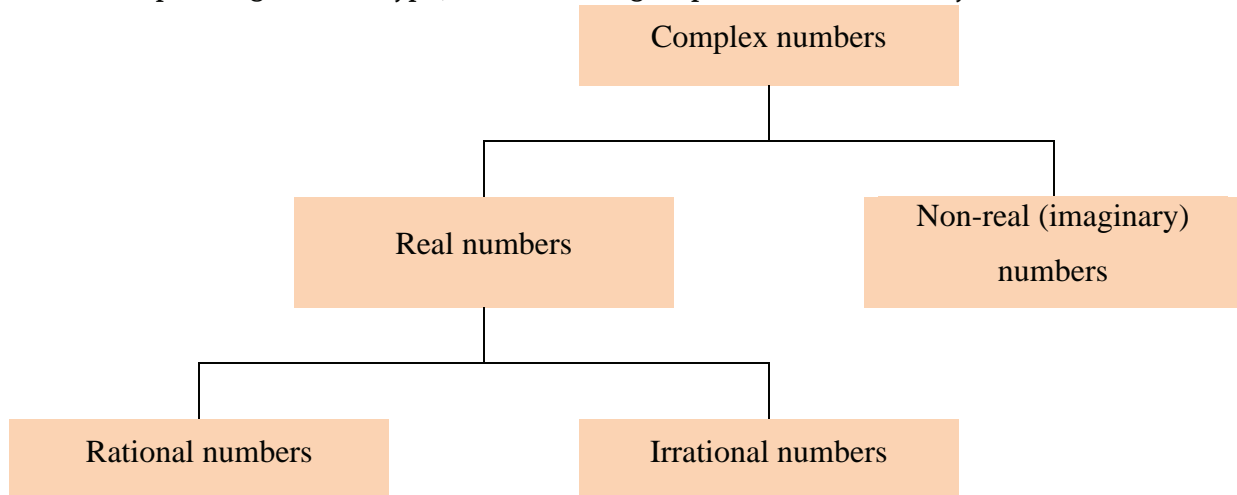 Complex numbers
Real numbers
Non-real (imaginary)
numbers
Rational numbers
Irrational numbers